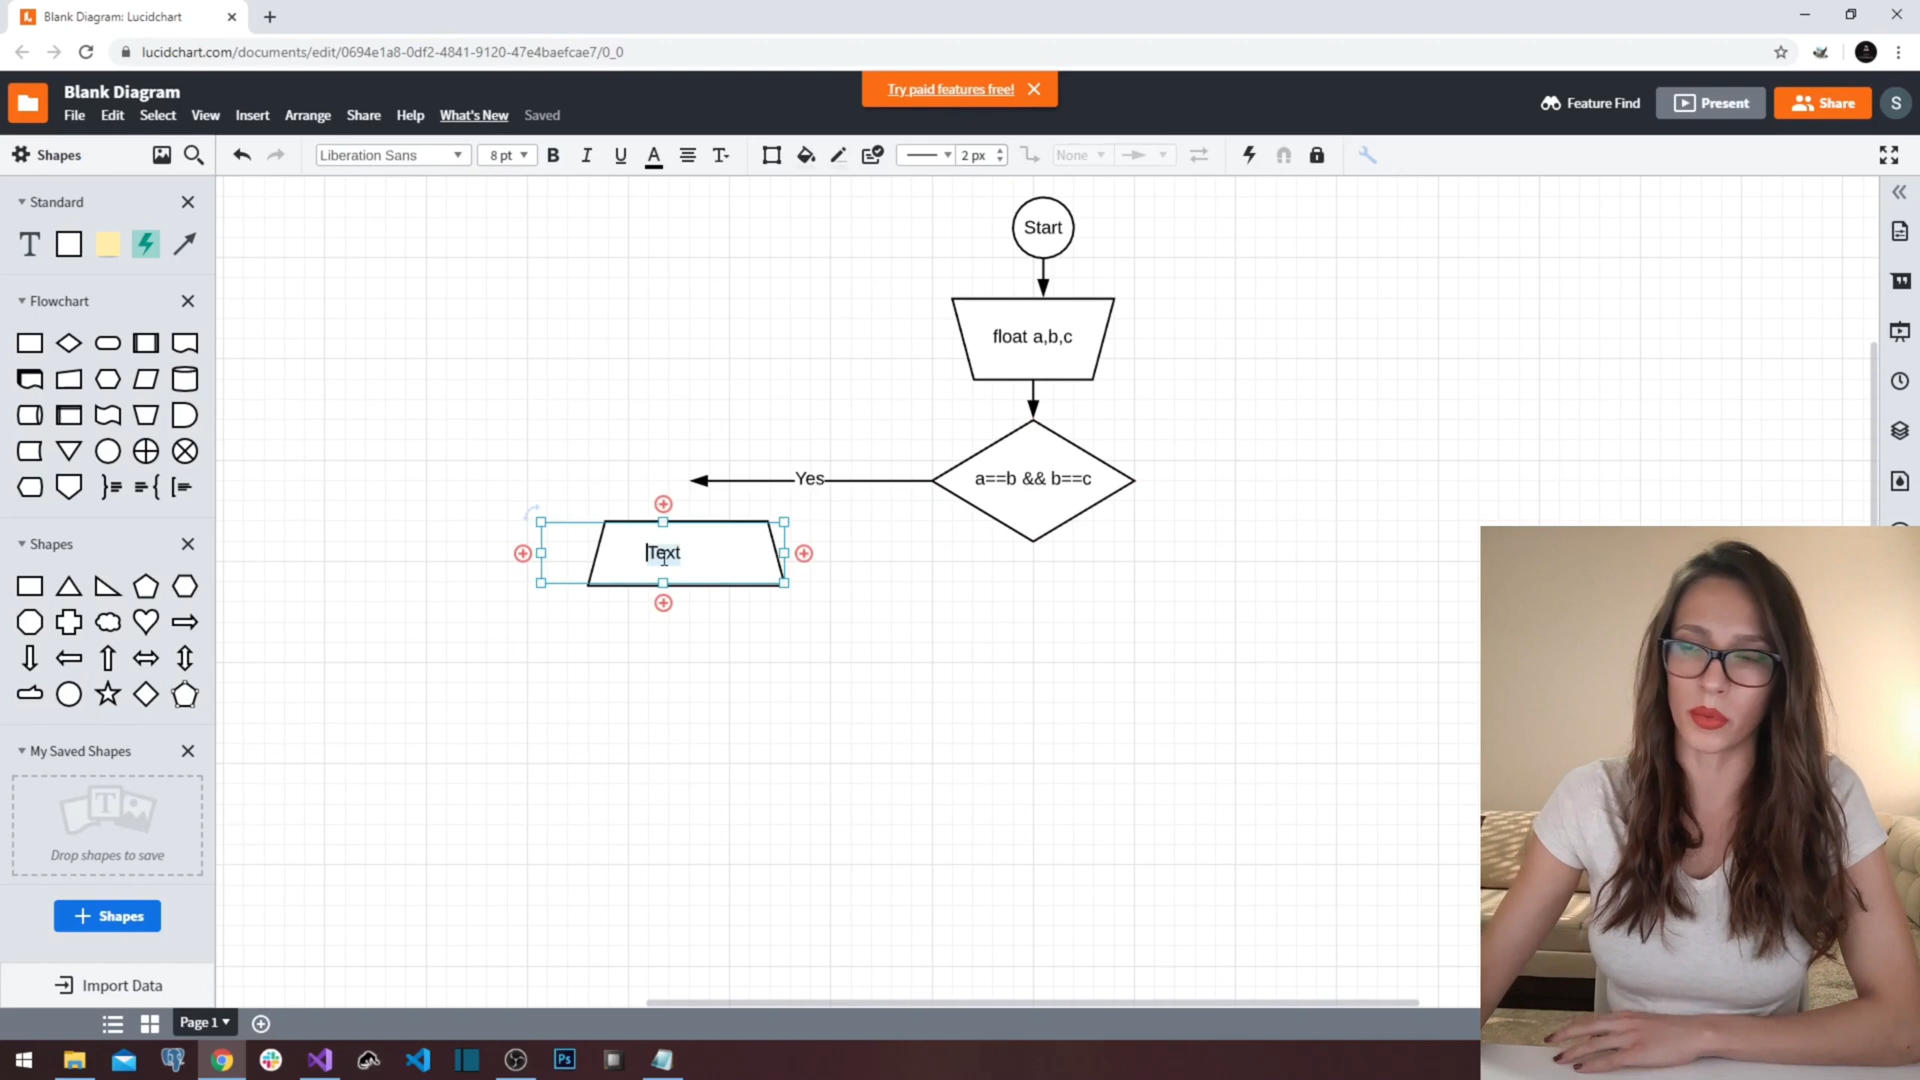 Blank Diagram: Lucidchart
lucidchart.com/documents/edit/0694e1a8-0df2-4841-9120-47e4baefcae7/0_0
Blank Diagram
Try paid features free!
Feature Find
Present
Share
S
File Edit Select View Insert Arrange Share Help What's New Saved
Shapes
Liberation Sans
8 pt
B I U A T
2 px
None
Standard
T
Flowchart
Shapes
My Saved Shapes
T
Drop shapes to save
+ Shapes
Import Data
Start
float a,b,c
a==b && b==c
Yes
Text
Page 1
Ps